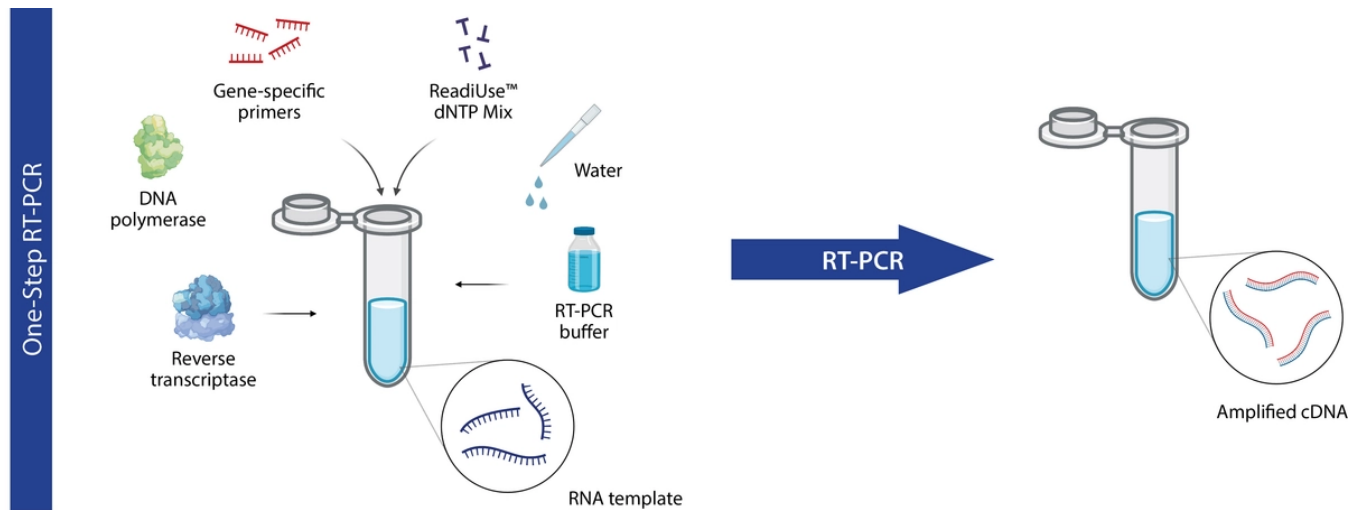 One-Step RT-PCR
Gene-specific
primers
ReadiUse™
dNTP Mix
DNA
polymerase
Water
Reverse
transcriptase
RT-PCR
buffer
RNA template
RT-PCR
Amplified cDNA